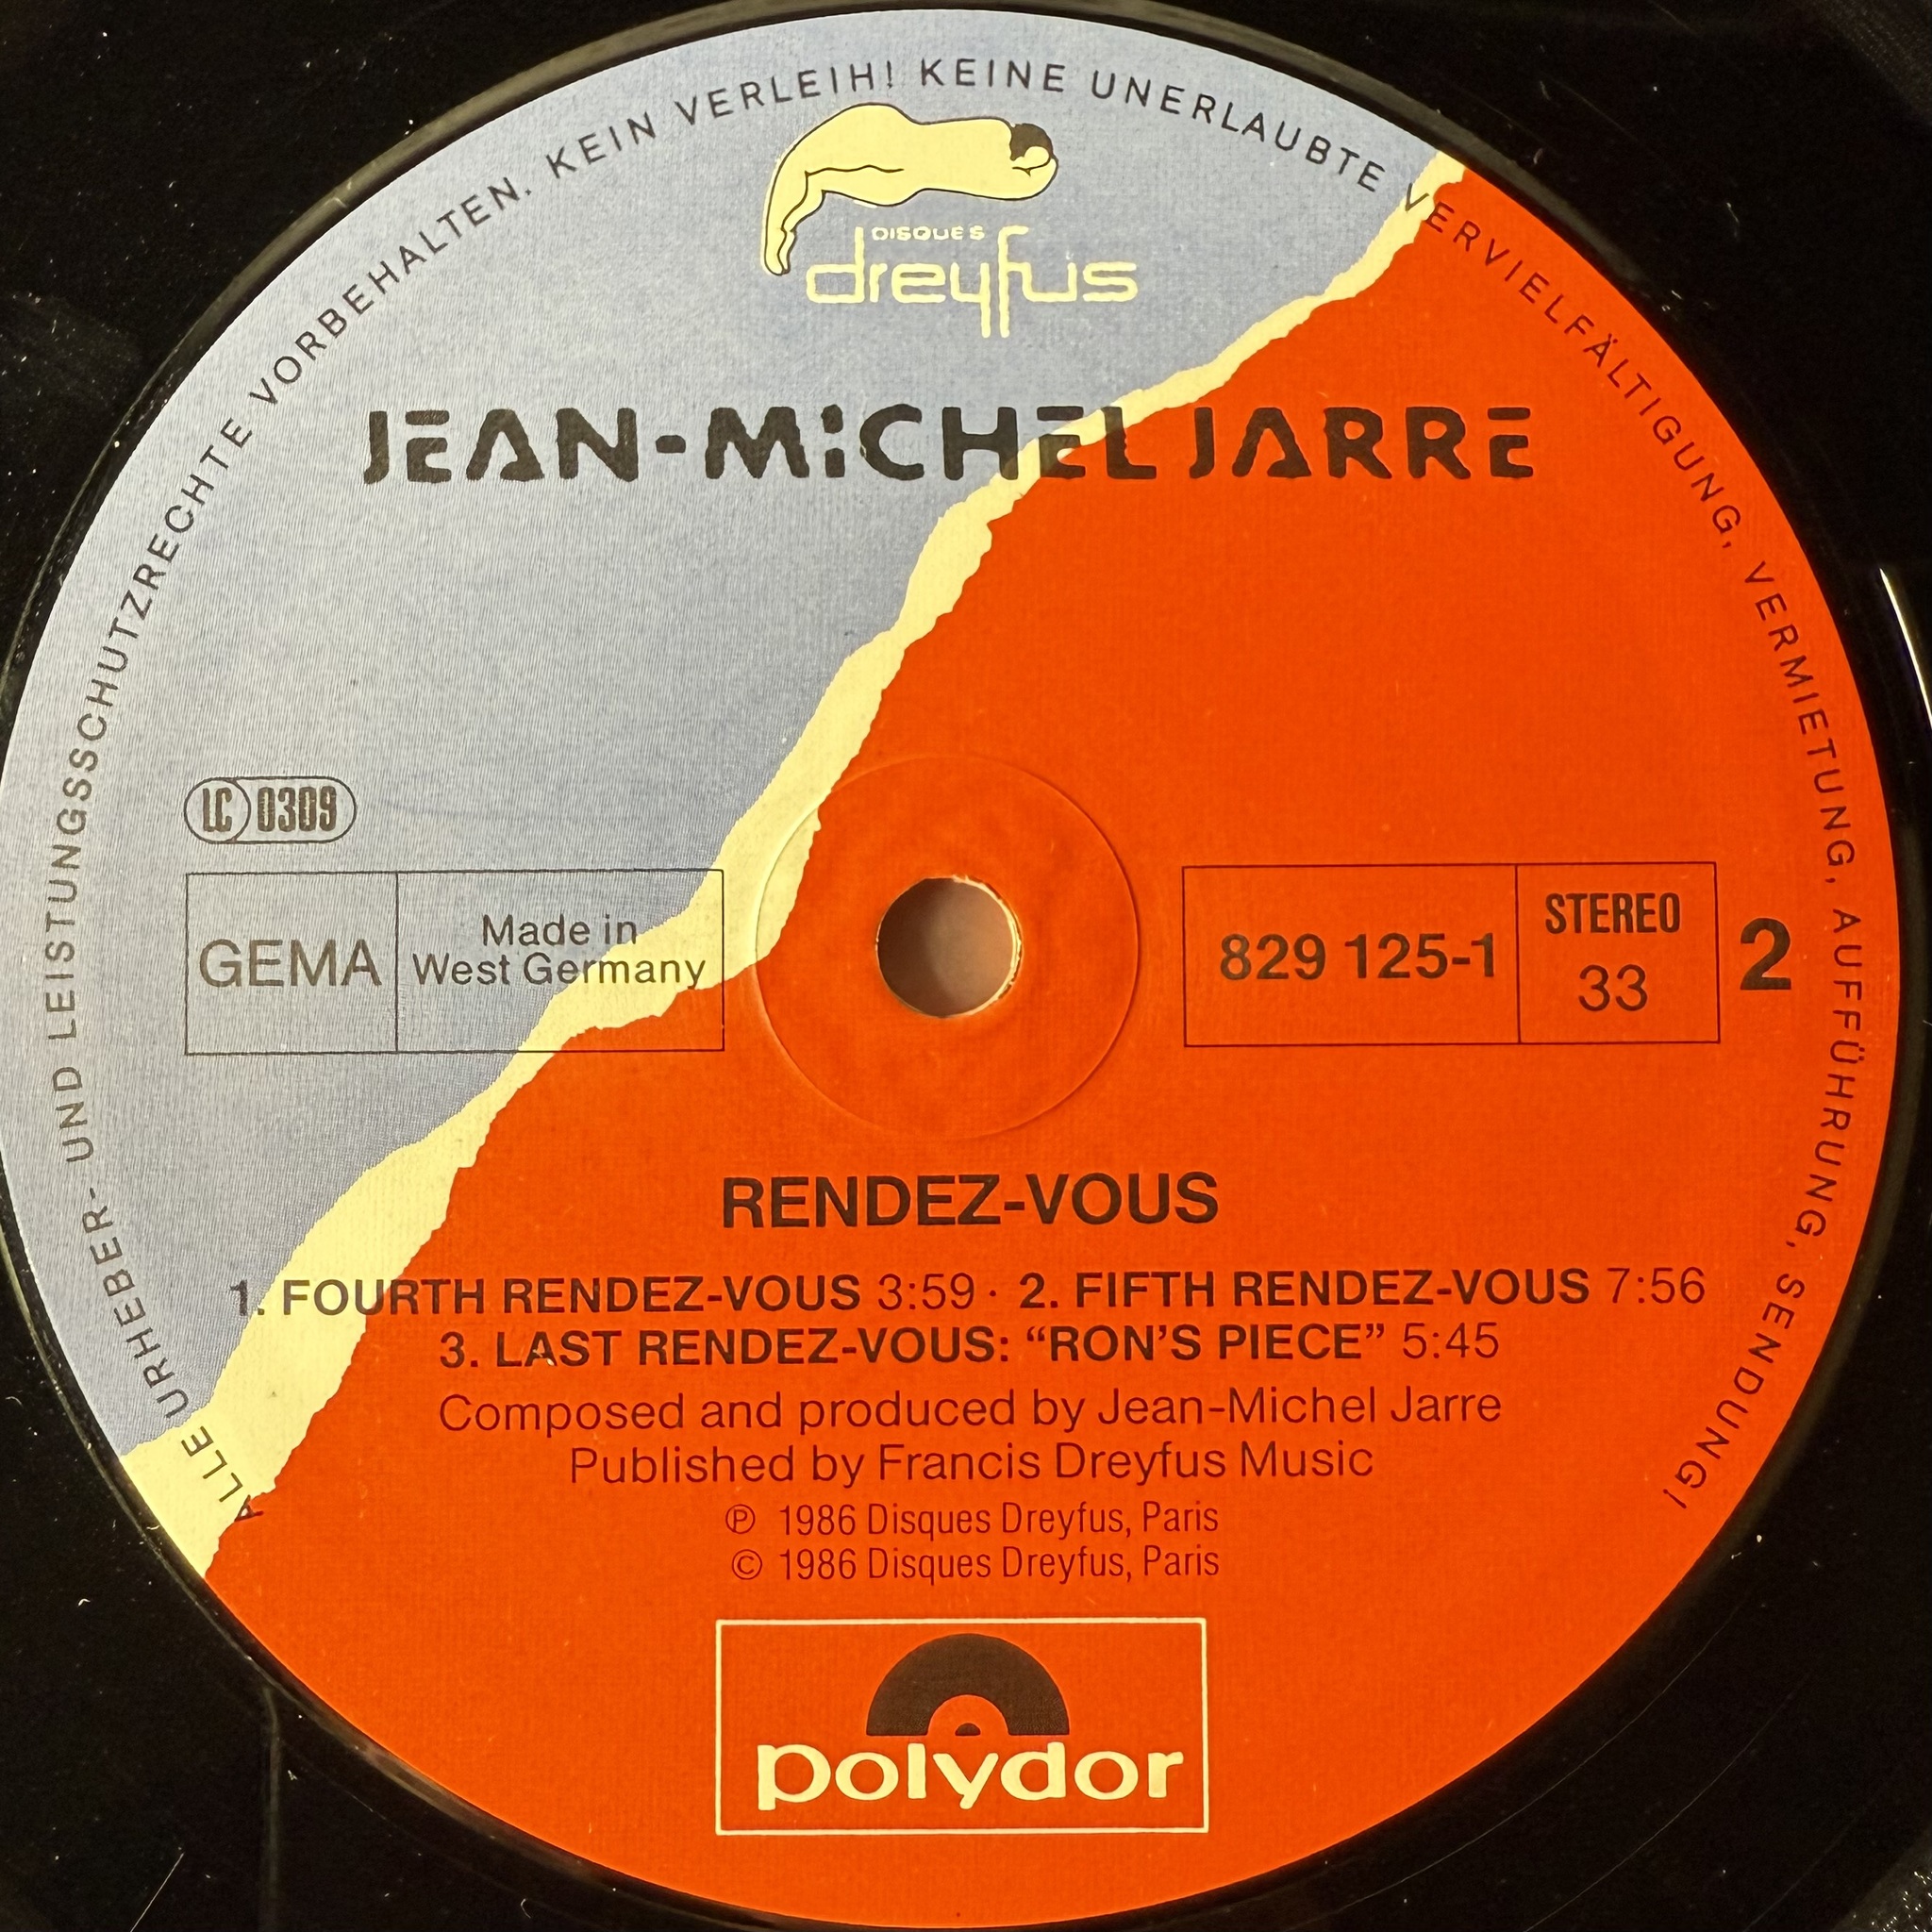 ALLE URHEBER- UND LEISTUNGSSCHUTZRECHTE VORBEHALTEN. KEIN VERLEIH! KEINE UNERLAUBTE VERVIELFÄLTIGUNG, VERMIETUNG, AUFFÜHRUNG, SENDUNG!
DISQUES
dreyfus
JEAN-MICHEL JARRE
LC 0309
GEMA
Made in
West Germany
829 125-1
STEREO
33
2
RENDEZ-VOUS
1. FOURTH RENDEZ-VOUS 3:59 · 2. FIFTH RENDEZ-VOUS 7:56
3. LAST RENDEZ-VOUS: “RON’S PIECE” 5:45
Composed and produced by Jean-Michel Jarre
Published by Francis Dreyfus Music
℗ 1986 Disques Dreyfus, Paris
© 1986 Disques Dreyfus, Paris
polydor